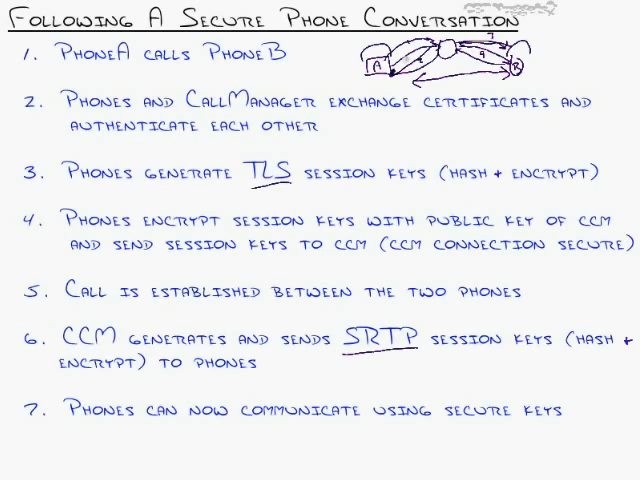 Following A Secure Phone Conversation
1. PhoneA calls PhoneB
A
B
2. Phones and CallManager exchange certificates and
authenticate each other
3. Phones generate TLS session keys (hash + encrypt)
4. Phones encrypt session keys with public key of CCM
and send session keys to CCM (CCM connection secure)
5. Call is established between the two phones
6. CCM generates and sends SRTP session keys (hash +
encrypt) to phones
7. Phones can now communicate using secure keys